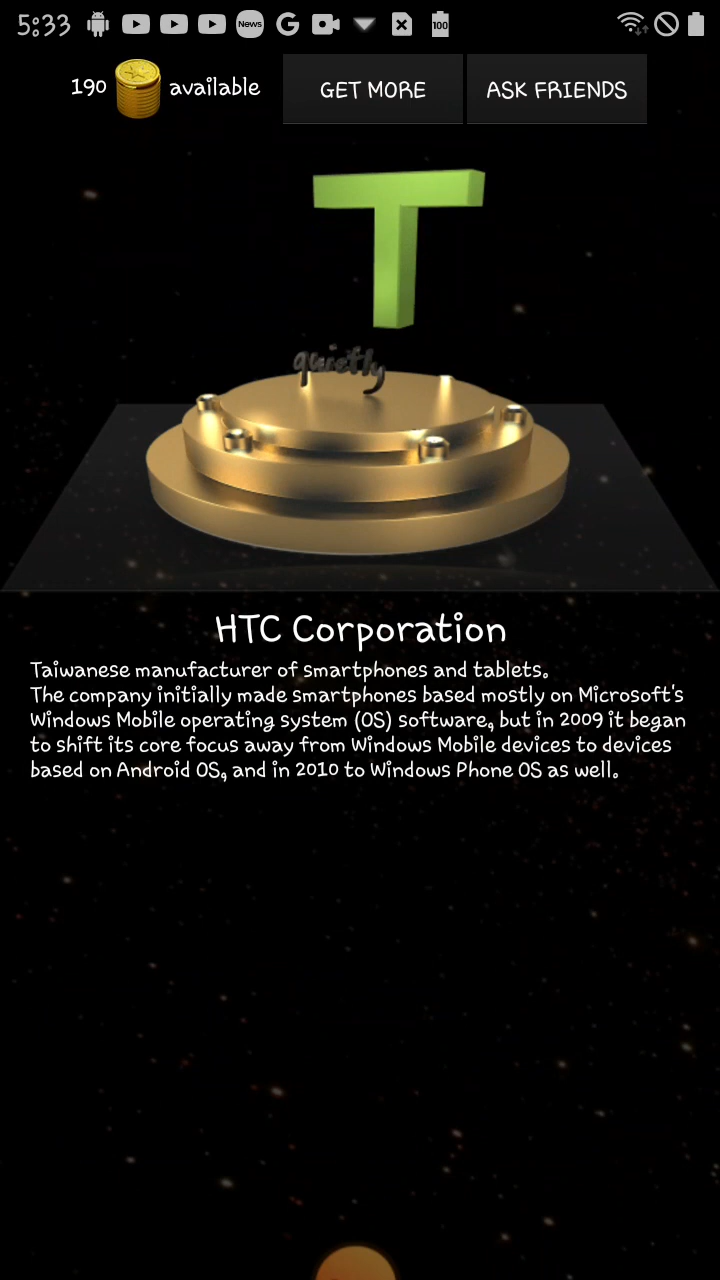 5:33
News
100
190 available
GET MORE
ASK FRIENDS
T
quietly
HTC Corporation
Taiwanese manufacturer of smartphones and tablets.
The company initially made smartphones based mostly on Microsoft's
Windows Mobile operating system (OS) software, but in 2009 it began
to shift its core focus away from Windows Mobile devices to devices
based on Android OS, and in 2010 to Windows Phone OS as well.